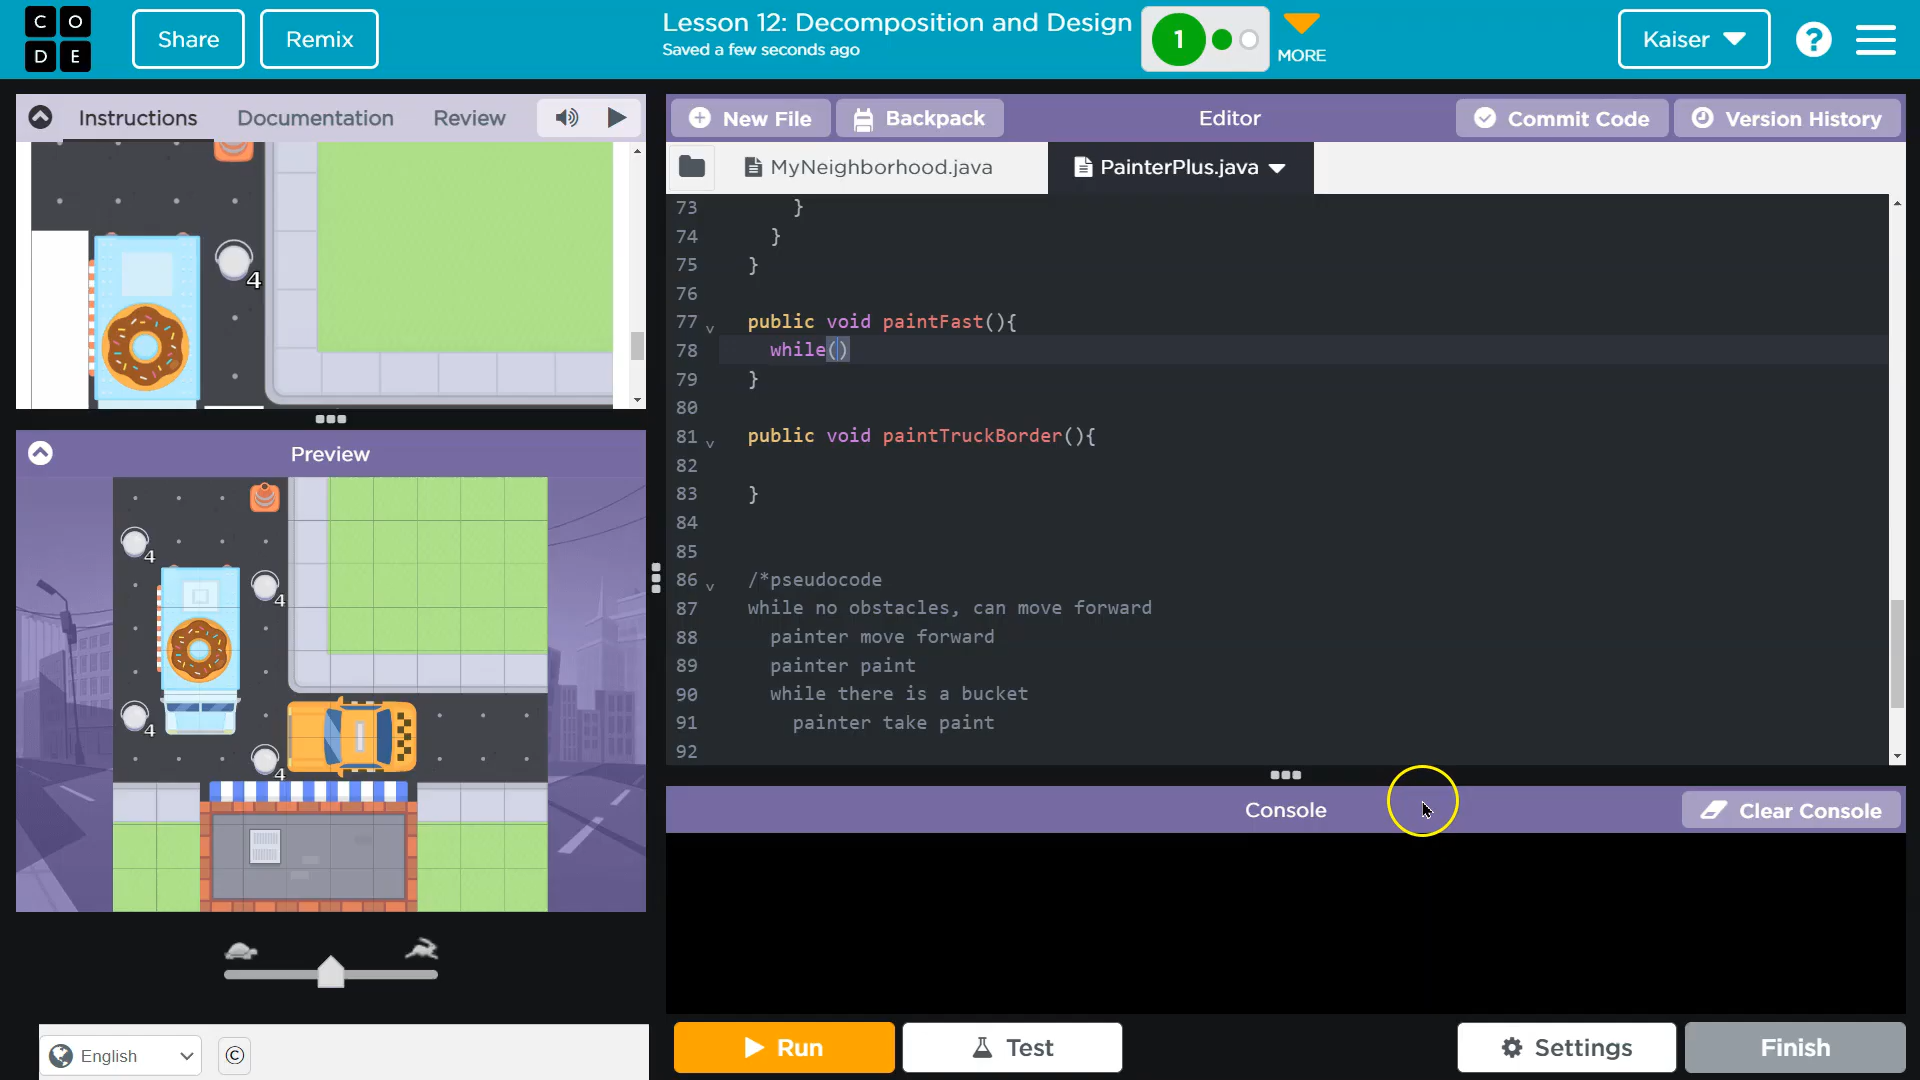 C O
D E
Share
Remix
Lesson 12: Decomposition and Design
Saved a few seconds ago
1
MORE
Kaiser
?
Instructions
Documentation
Review
New File
Backpack
Editor
Commit Code
Version History
MyNeighborhood.java
PainterPlus.java
4
Preview
4
4
4
4
73 }
74 }
75 }
76
77 public void paintFast(){
78 while()
79 }
80
81 public void paintTruckBorder(){
82
83 }
84
85
86 /*pseudocode
87 while no obstacles, can move forward
88 painter move forward
89 painter paint
90 while there is a bucket
91 painter take paint
92
Console
Clear Console
English
©
Run
Test
Settings
Finish